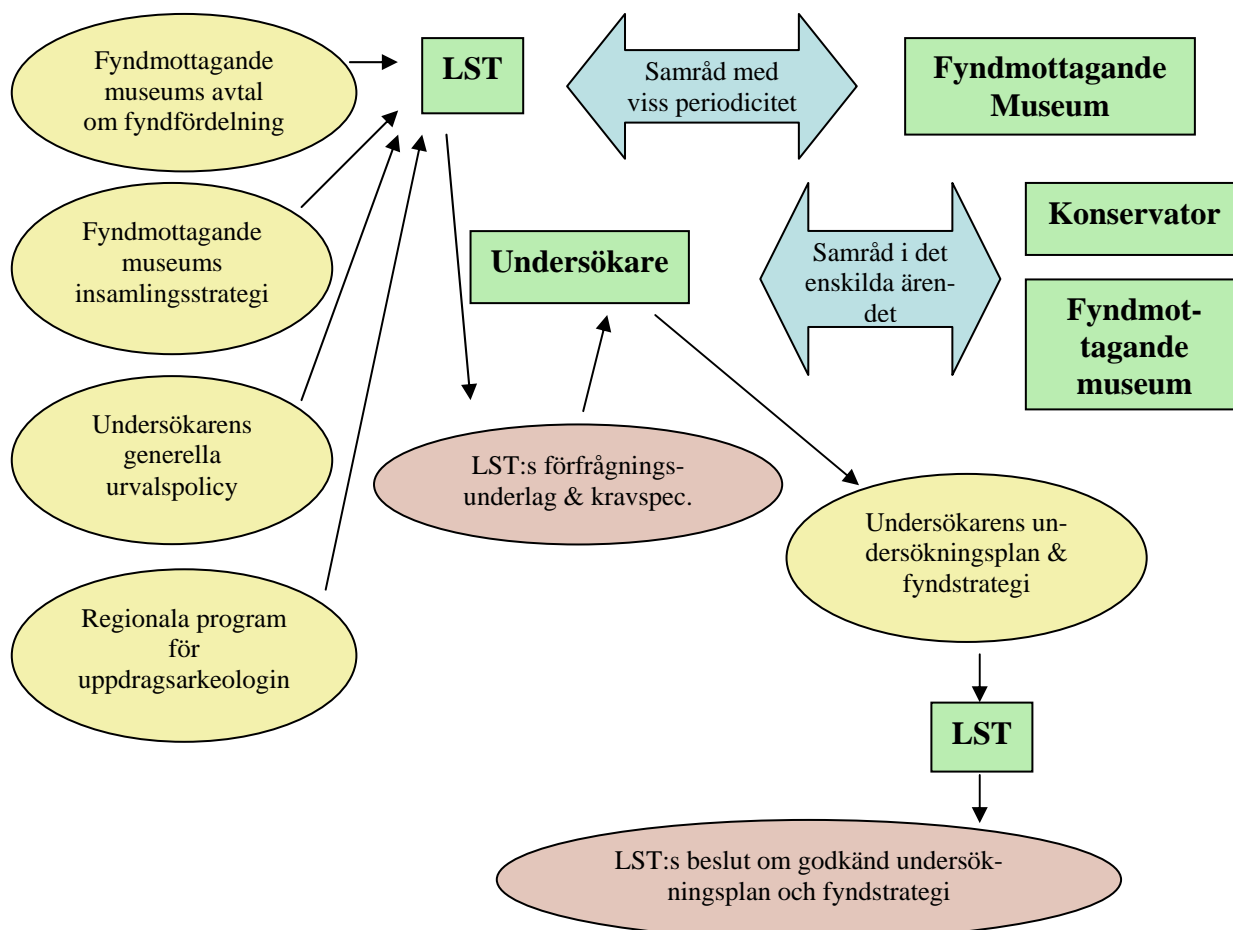 Fyndmottagande
museums avtal
om fyndfördelning
LST
Samråd med
viss periodicitet
Fyndmottagande
Museum
Fyndmottagande
museums
insamlingsstrategi
Undersökare
Samråd i det
enskilda ären-
det
Konservator
Fyndmot-
tagande
museum
Undersökarens
generella
urvalspolicy
LST:s förfrågnings-
underlag & kravspec.
Undersökarens un-
dersökningsplan &
fyndstrategi
Regionala program
för
uppdragsarkeologin
LST
LST:s beslut om godkänd undersök-
ningsplan och fyndstrategi